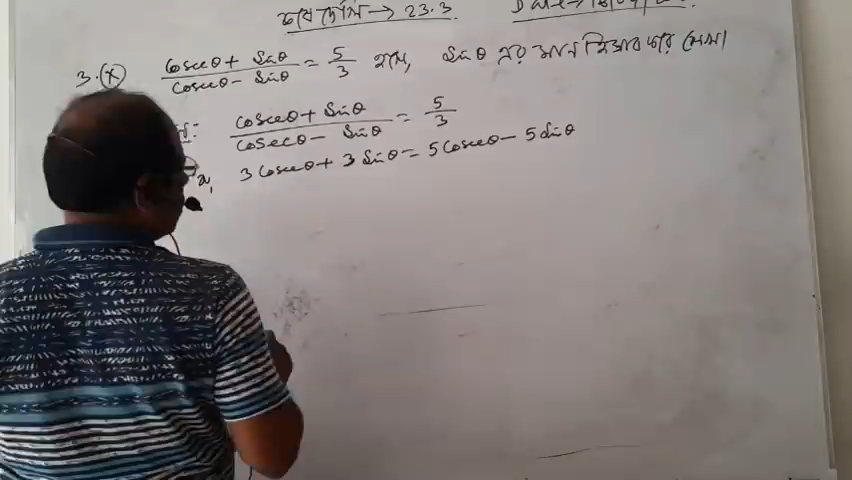 কষে দেখি → 23.3
3. (x) (cosecθ + Sinθ)/(cosecθ − Sinθ) = 5/3 হলে, Sinθ এর মান হিসাব করে লেখো
(cosecθ + Sinθ)/(cosecθ − Sinθ) = 5/3
বা, 3 cosecθ + 3 Sinθ = 5 cosecθ − 5 Sinθ